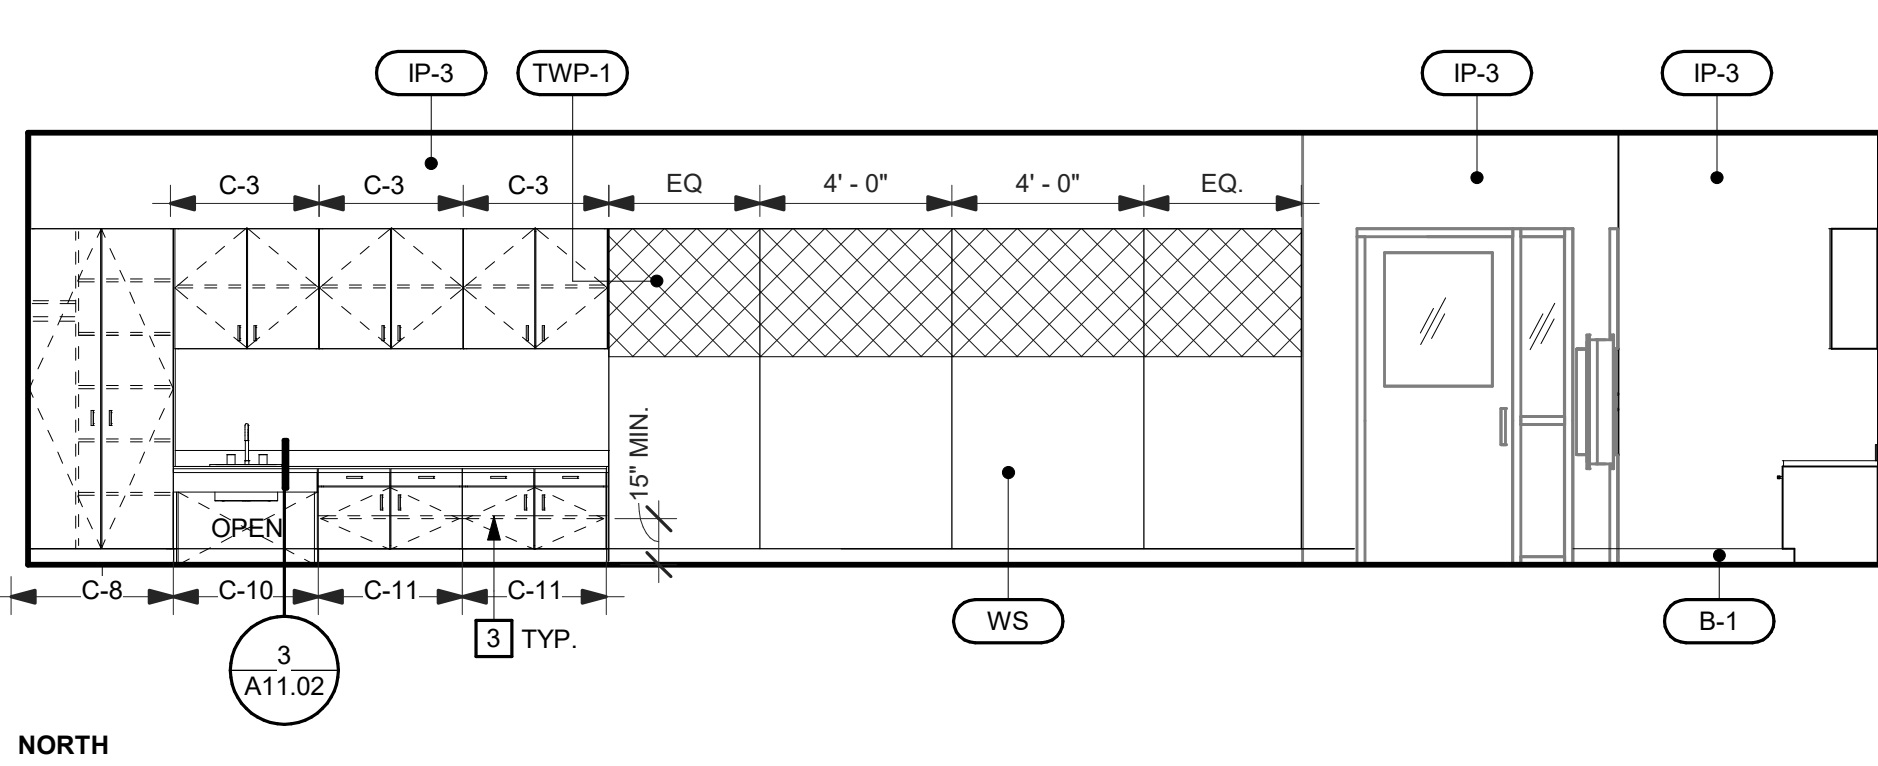 IP-3
TWP-1
IP-3
IP-3
C-3
C-3
C-3
EQ
4' - 0"
4' - 0"
EQ.
15" MIN.
OPEN
C-8
C-10
C-11
C-11
WS
B-1
3
TYP.
3
A11.02
NORTH